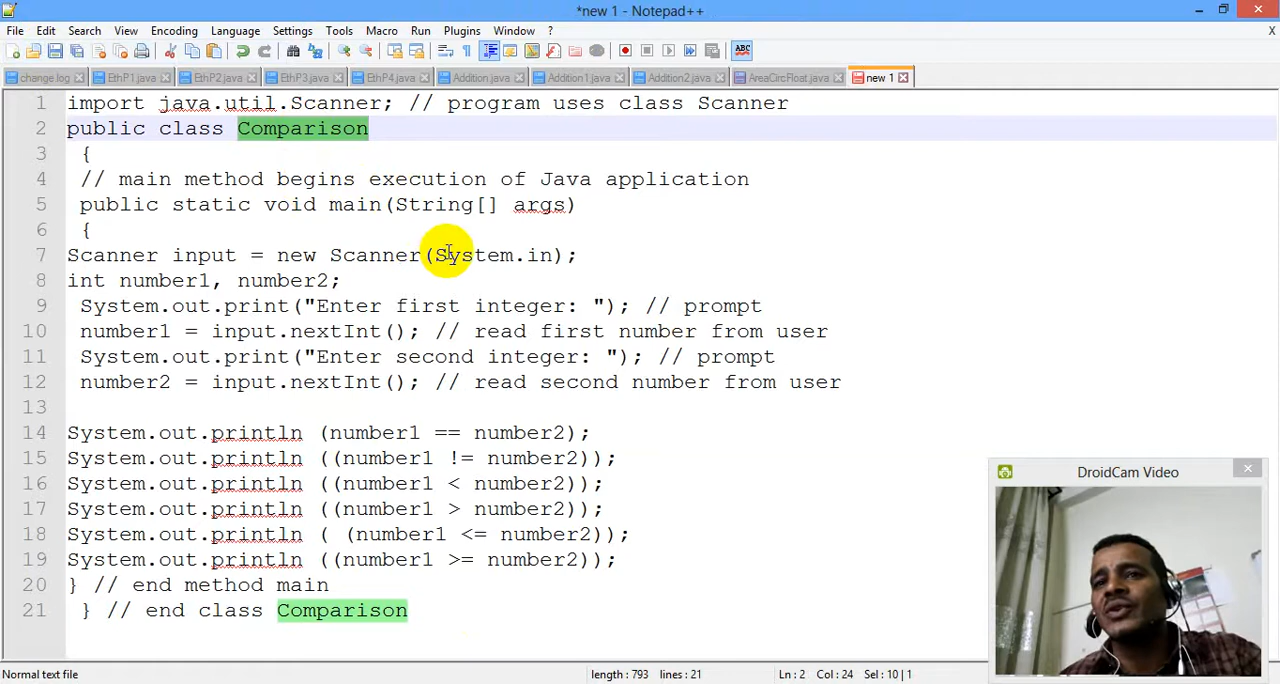 *new 1 - Notepad++
File Edit Search View Encoding Language Settings Tools Macro Run Plugins Window ? X
ABC
change.log EthP1.java EthP2.java EthP3.java EthP4.java Addition.java Addition1.java Addition2.java AreaCircFloat.java new 1
1 import java.util.Scanner; // program uses class Scanner
2 public class Comparison
3 {
4 // main method begins execution of Java application
5 public static void main(String[] args)
6 {
7 Scanner input = new Scanner(System.in);
8 int number1, number2;
9 System.out.print("Enter first integer: "); // prompt
10 number1 = input.nextInt(); // read first number from user
11 System.out.print("Enter second integer: "); // prompt
12 number2 = input.nextInt(); // read second number from user
13
14 System.out.println (number1 == number2);
15 System.out.println ((number1 != number2));
16 System.out.println ((number1 < number2));
17 System.out.println ((number1 > number2));
18 System.out.println ( (number1 <= number2));
19 System.out.println ((number1 >= number2));
20 } // end method main
21 } // end class Comparison
DroidCam Video
Normal text file length : 793 lines : 21 Ln : 2 Col : 24 Sel : 10 | 1